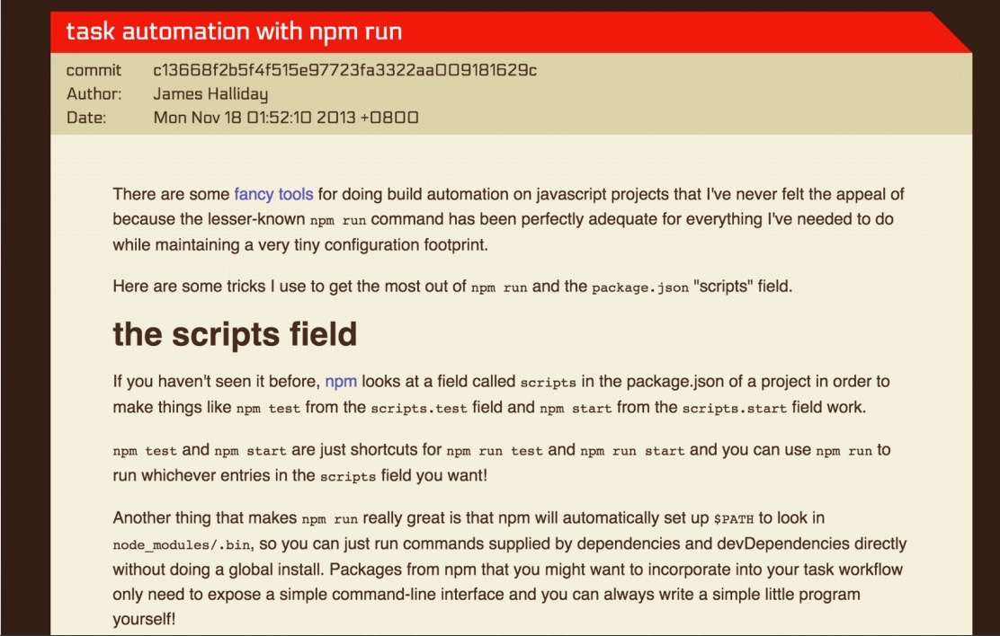 task automation with npm run
commit c13668f2b5f4f515e97723fa3322aa009181629c
Author: James Halliday
Date: Mon Nov 18 01:52:10 2013 +0800
There are some fancy tools for doing build automation on javascript projects that I've never felt the appeal of
because the lesser-known npm run command has been perfectly adequate for everything I've needed to do
while maintaining a very tiny configuration footprint.
Here are some tricks I use to get the most out of npm run and the package.json "scripts" field.
the scripts field
If you haven't seen it before, npm looks at a field called scripts in the package.json of a project in order to
make things like npm test from the scripts.test field and npm start from the scripts.start field work.
npm test and npm start are just shortcuts for npm run test and npm run start and you can use npm run to
run whichever entries in the scripts field you want!
Another thing that makes npm run really great is that npm will automatically set up $PATH to look in
node_modules/.bin, so you can just run commands supplied by dependencies and devDependencies directly
without doing a global install. Packages from npm that you might want to incorporate into your task workflow
only need to expose a simple command-line interface and you can always write a simple little program
yourself!